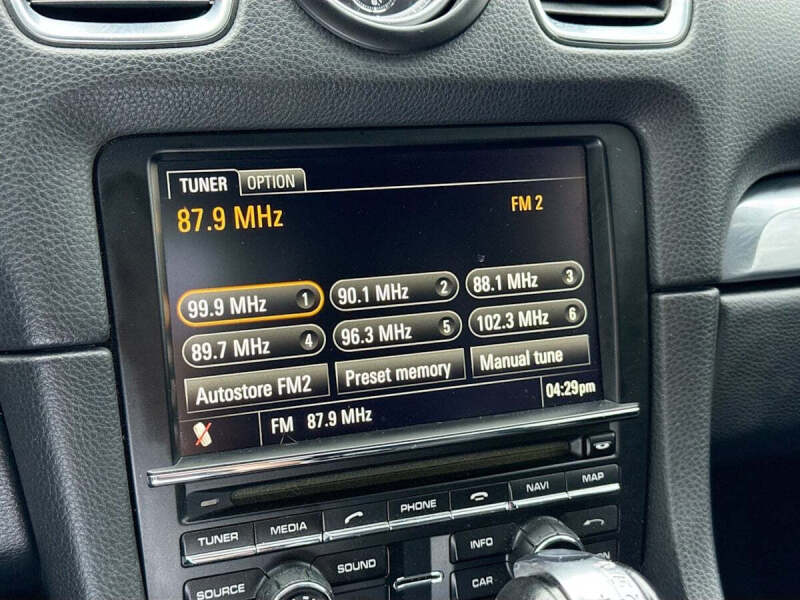 TUNER OPTION
87.9 MHz FM 2
99.9 MHz 1 90.1 MHz 2 88.1 MHz 3
89.7 MHz 4 96.3 MHz 5 102.3 MHz 6
Autostore FM2 Preset memory Manual tune
FM 87.9 MHz 04:29pm
TUNER MEDIA PHONE NAVI MAP
SOURCE SOUND INFO
CAR